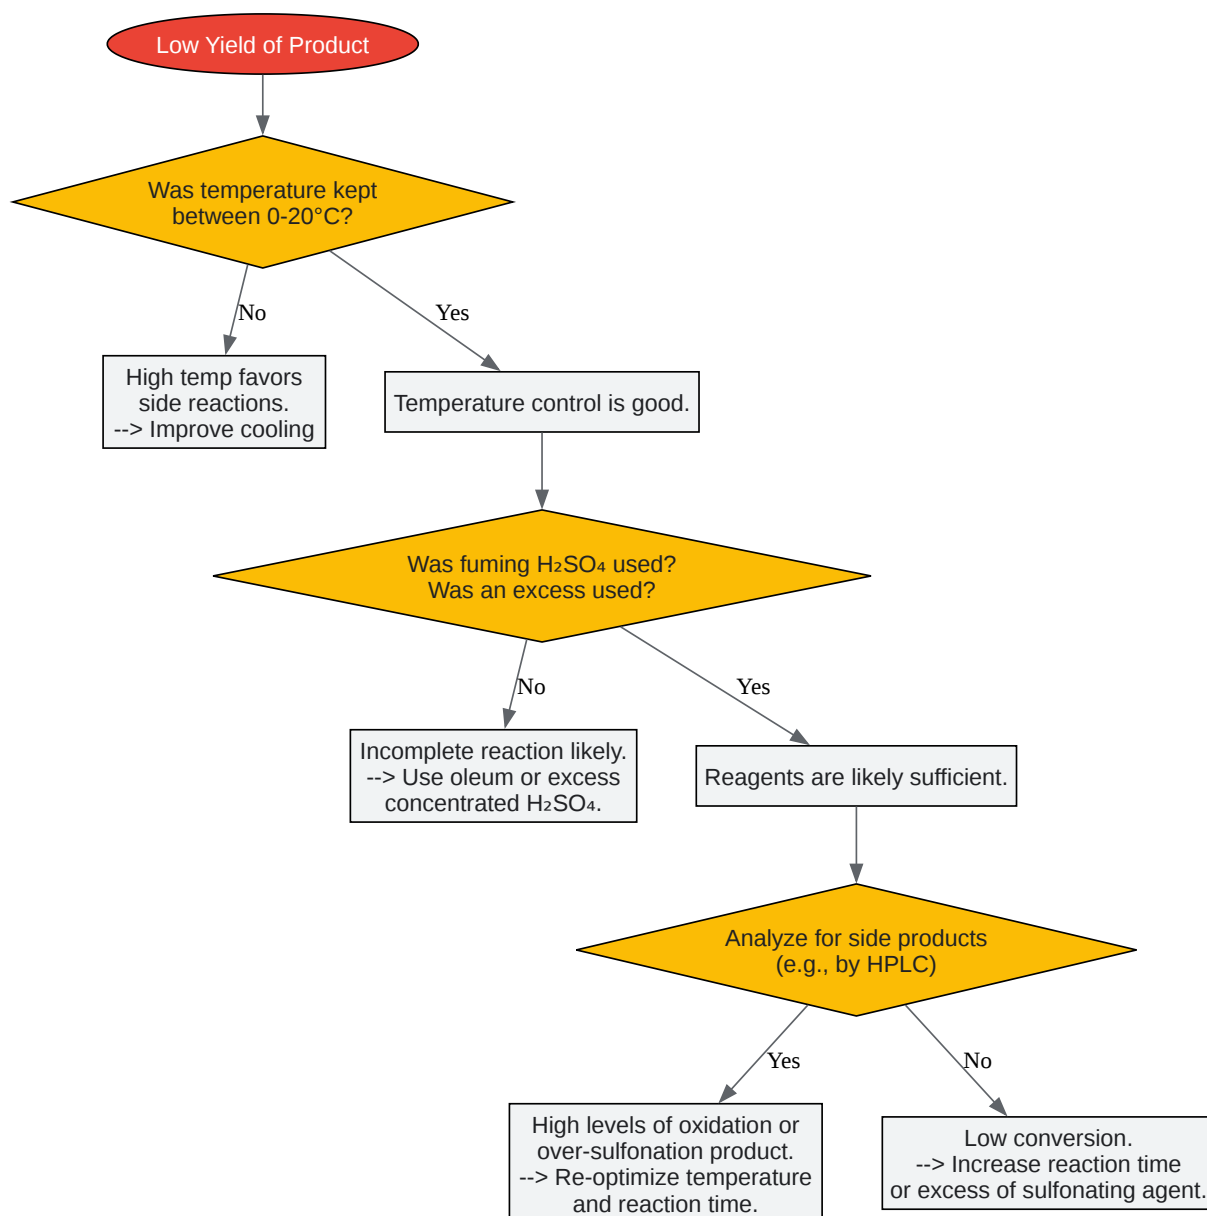 Low Yield of Product
Was temperature kept
between 0-20°C?
No
Yes
High temp favors
side reactions.
--> Improve cooling
Temperature control is good.
Was fuming H₂SO₄ used?
Was an excess used?
No
Yes
Incomplete reaction likely.
--> Use oleum or excess
concentrated H₂SO₄.
Reagents are likely sufficient.
Analyze for side products
(e.g., by HPLC)
Yes
No
High levels of oxidation or
over-sulfonation product.
--> Re-optimize temperature
and reaction time.
Low conversion.
--> Increase reaction time
or excess of sulfonating agent.